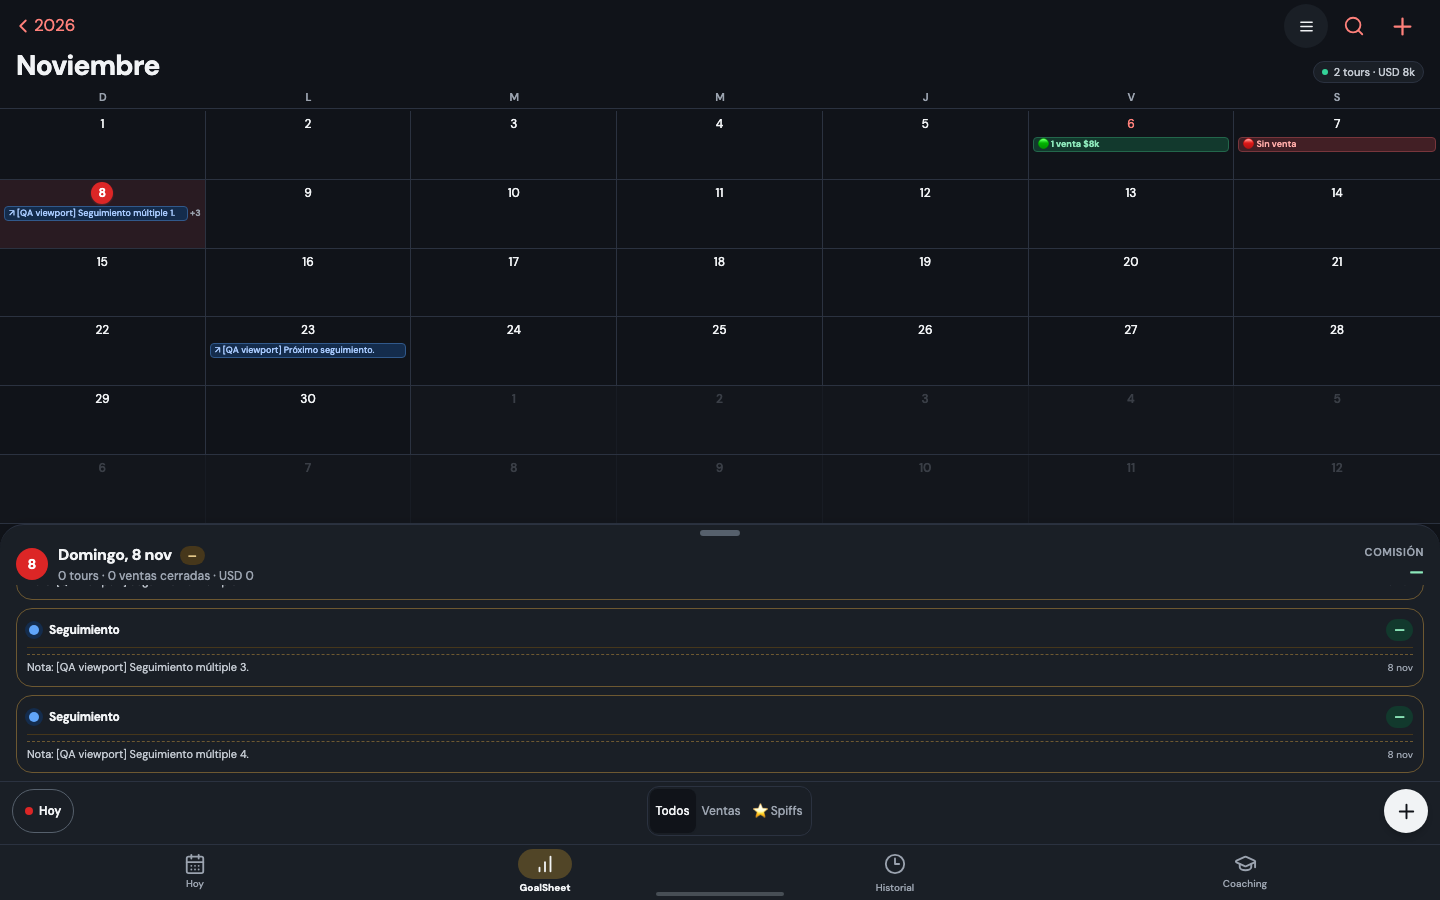 2026
Noviembre
2 tours · USD 8k
D L M M J V S
1 2 3 4 5 6 7
1 venta $8k
Sin venta
8 9 10 11 12 13 14
[QA viewport] Seguimiento múltiple 1. +3
15 16 17 18 19 20 21
22 23 24 25 26 27 28
[QA viewport] Próximo seguimiento.
29 30 1 2 3 4 5
6 7 8 9 10 11 12
8 Domingo, 8 nov – COMISIÓN
0 tours · 0 ventas cerradas · USD 0 —
Seguimiento —
Nota: [QA viewport] Seguimiento múltiple 3. 8 nov
Seguimiento —
Nota: [QA viewport] Seguimiento múltiple 4. 8 nov
Hoy Todos Ventas ⭐ Spiffs +
Hoy GoalSheet Historial Coaching